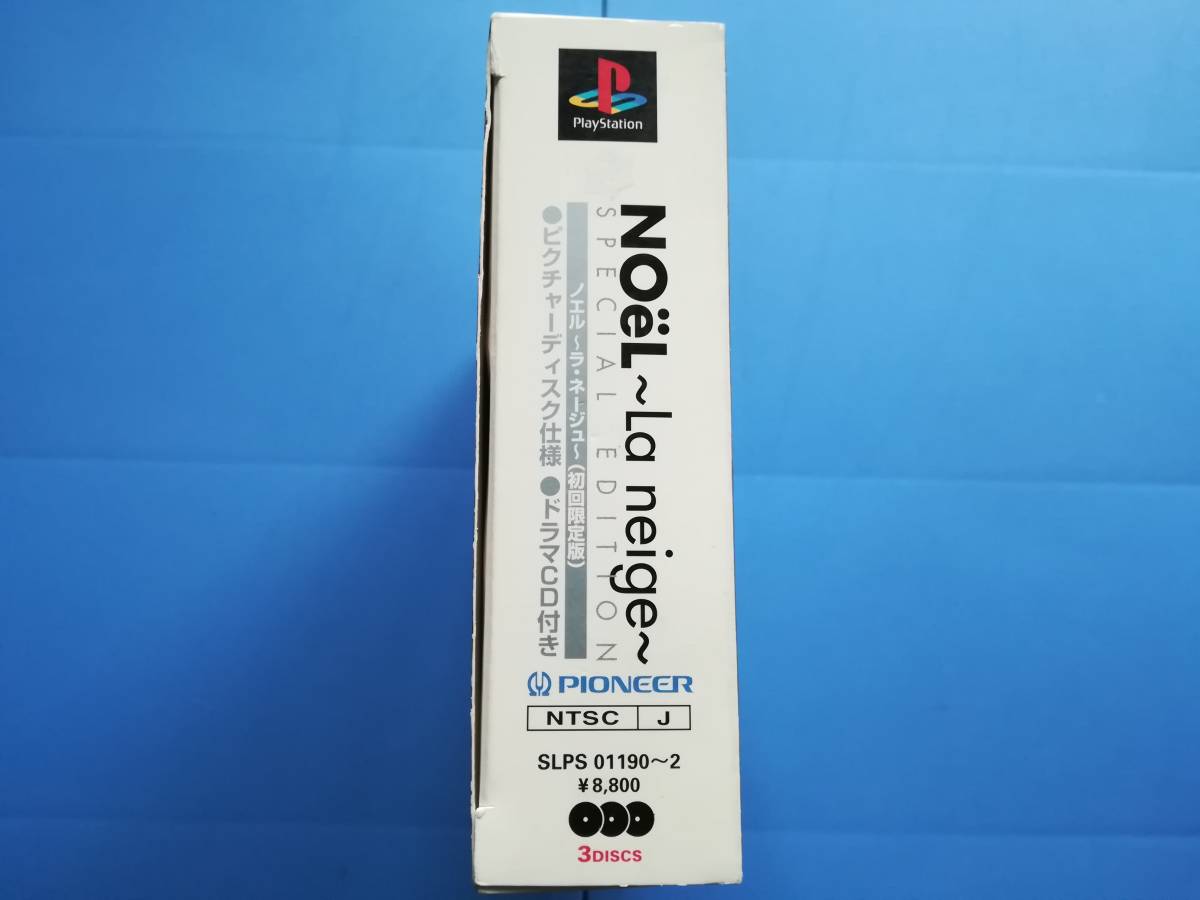 PlayStation
NOëL ~La neige~
SPECIAL EDITION
ノエル ~ラ・ネージュ~ (初回限定版)
●ピクチャーディスク仕様 ●ドラマCD付き
PIONEER
NTSC J
SLPS 01190~2
¥8,800
3DISCS